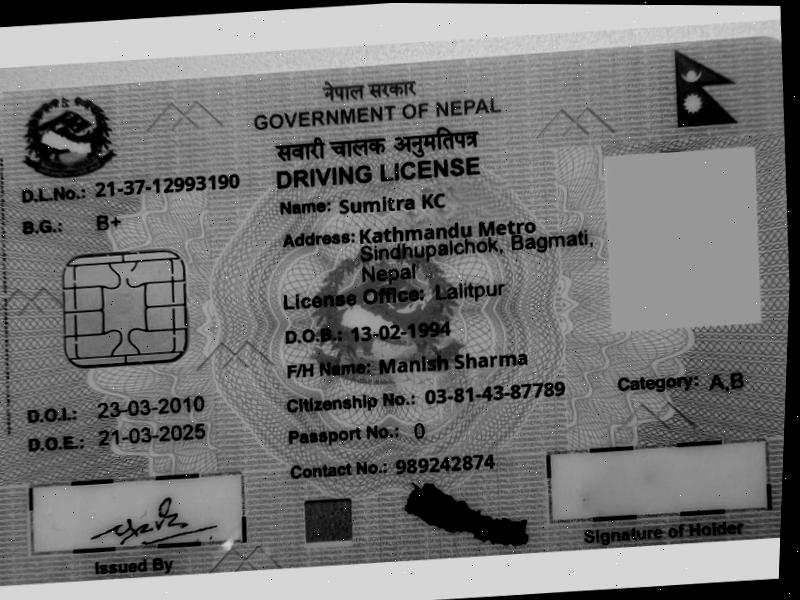 नेपाल सरकार
GOVERNMENT OF NEPAL
सवारी चालक अनुमतिपत्र
DRIVING LICENSE
D.L.No.: 21-37-12993190
B.G.: B+
Name: Sumitra KC
Address: Kathmandu Metro
Sindhupalchok, Bagmati,
Nepal
License Office: Lalitpur
D.O.B.: 13-02-1994
F/H Name: Manish Sharma
Citizenship No.: 03-81-43-87789
Category: A,B
D.O.I.: 23-03-2010
Passport No.: 0
D.O.E.: 21-03-2025
Contact No.: 989242874
Issued By
Signature of Holder